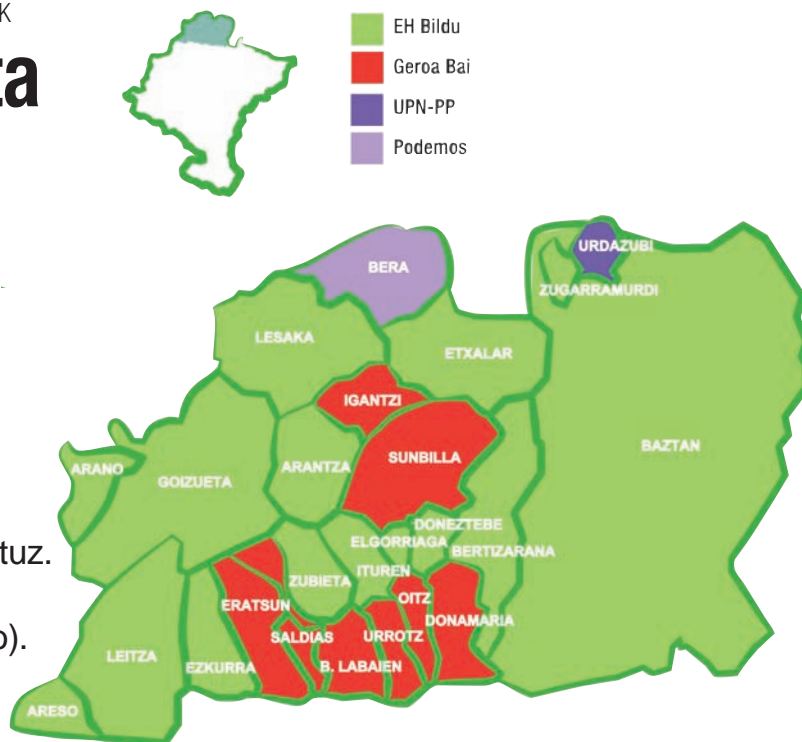 K
ta
EH Bildu
Geroa Bai
UPN-PP
Podemos
URDAZUBI
BERA
ZUGARRAMURDI
LESAKA
ETXALAR
IGANTZI
BAZTAN
SUNBILLA
ARANTZA
ARANO
GOIZUETA
DONEZTEBE
ELGORRIAGA
BERTIZARANA
tuz.
ITUREN
ZUBIETA
OITZ
ERATSUN
DONAMARIA
SALDIAS
URROTZ
o).
LEITZA
EZKURRA
B. LABAIEN
ARESO